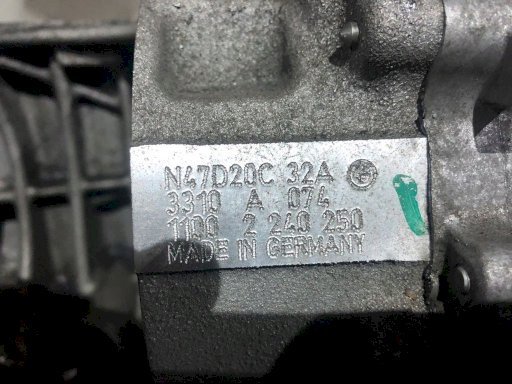 N47D20C 32A
3310 A 074
1100 2 240 250
MADE IN GERMANY